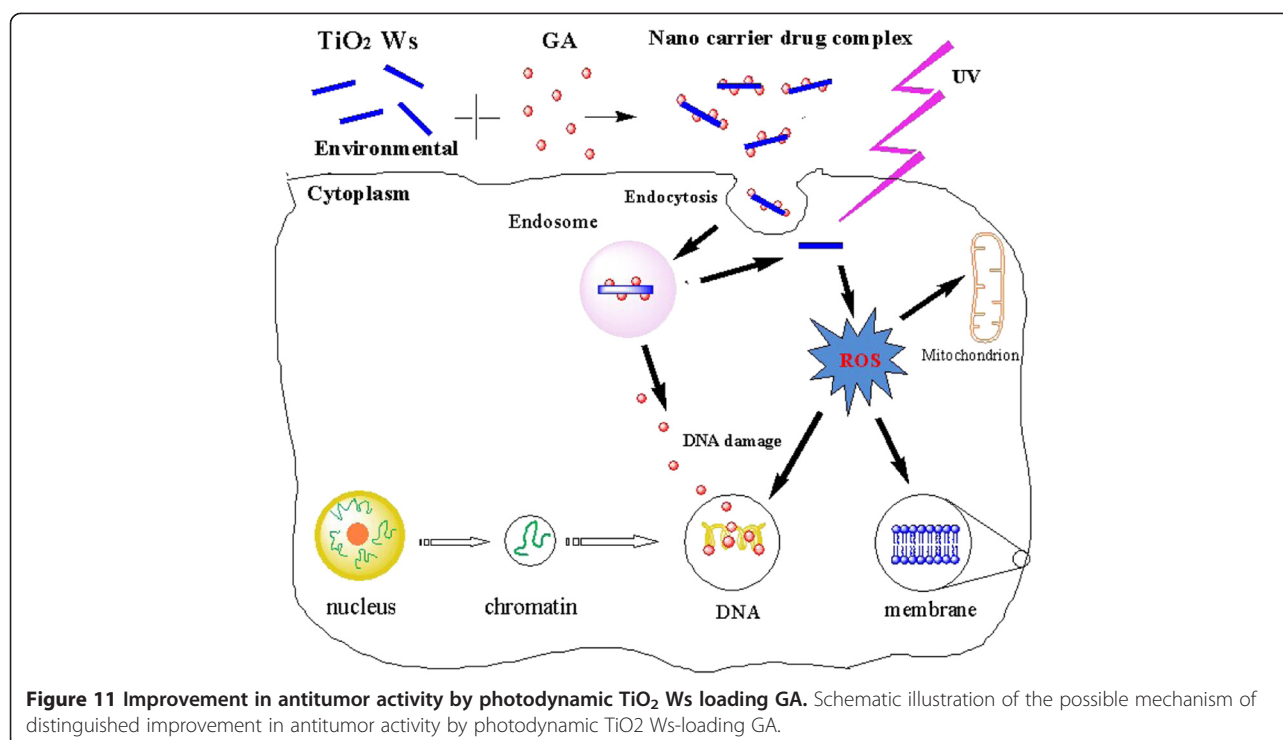 TiO₂ Ws
GA
Nano carrier drug complex
UV
Environmental
Cytoplasm
Endocytosis
Endosome
ROS
Mitochondrion
DNA damage
nucleus
chromatin
DNA
membrane
Figure 11 Improvement in antitumor activity by photodynamic TiO₂ Ws loading GA. Schematic illustration of the possible mechanism of
distinguished improvement in antitumor activity by photodynamic TiO2 Ws-loading GA.